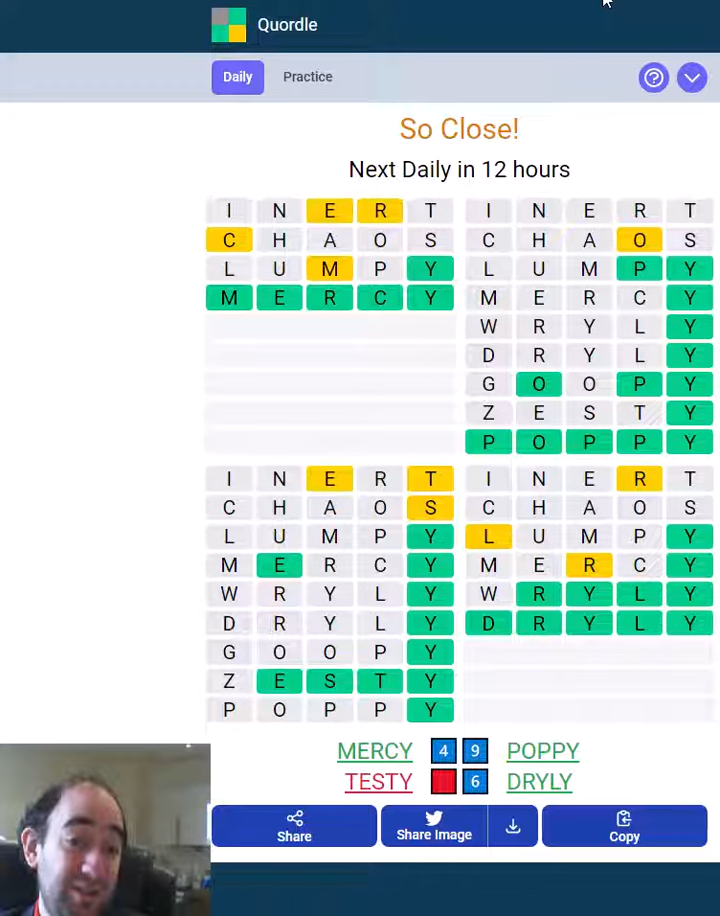 Quordle
Daily Practice
So Close!
Next Daily in 12 hours
I N E R T I N E R T
C H A O S C H A O S
L U M P Y L U M P Y
M E R C Y M E R C Y
W R Y L Y
D R Y L Y
G O O P Y
Z E S T Y
P O P P Y
I N E R T I N E R T
C H A O S C H A O S
L U M P Y L U M P Y
M E R C Y M E R C Y
W R Y L Y W R Y L Y
D R Y L Y D R Y L Y
G O O P Y
Z E S T Y
P O P P Y
MERCY 4 9 POPPY
TESTY 6 DRYLY
Share Share Image Copy